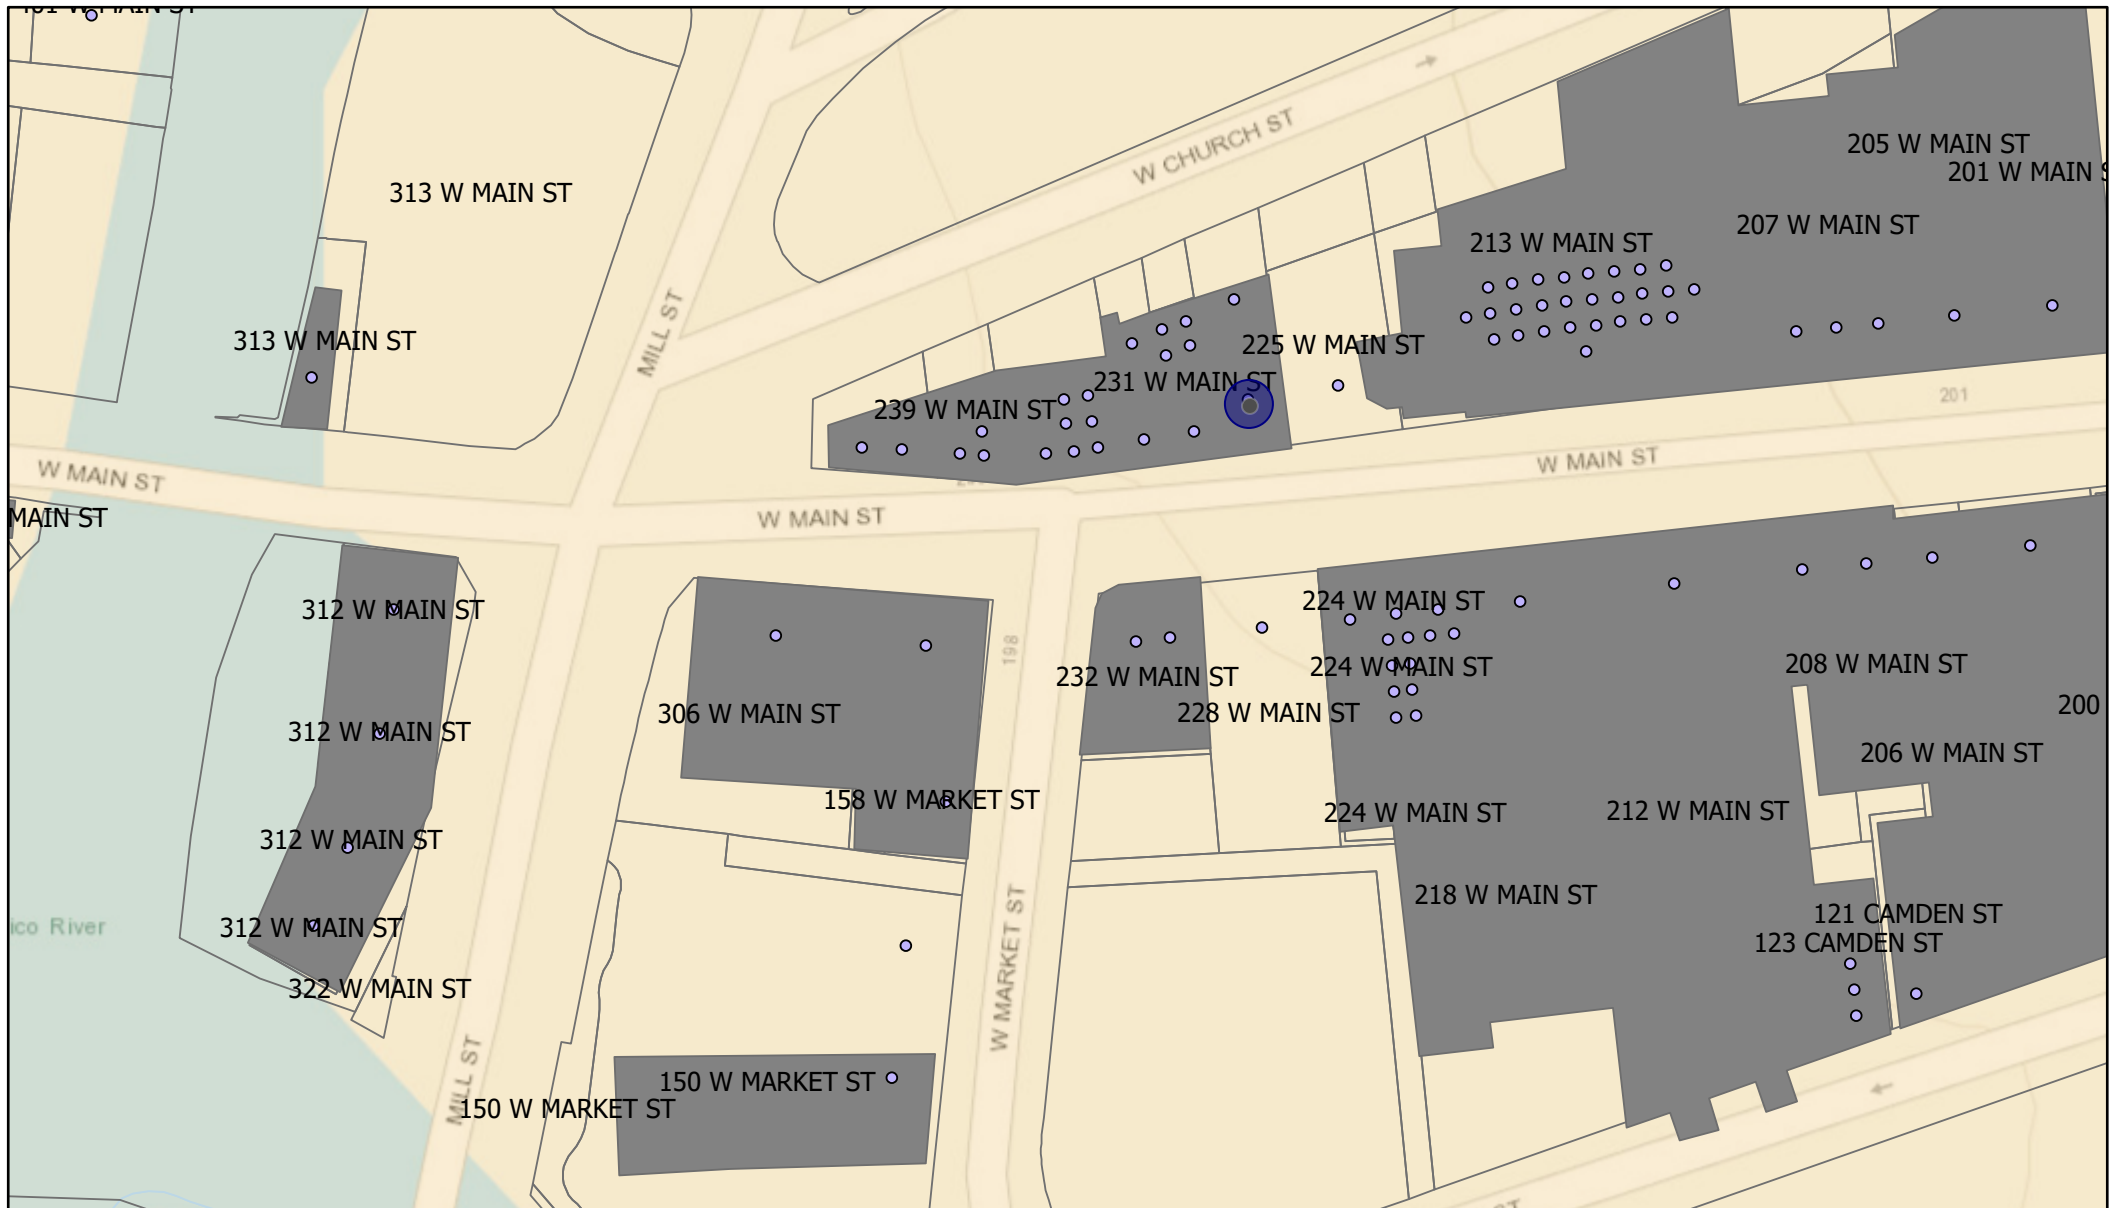 401 W MAIN ST
W CHURCH ST
205 W MAIN ST
201 W MAIN S
313 W MAIN ST
207 W MAIN ST
213 W MAIN ST
MILL ST
313 W MAIN ST
225 W MAIN ST
231 W MAIN ST
239 W MAIN ST
201
W MAIN ST
W MAIN ST
MAIN ST
W MAIN ST
312 W MAIN ST
224 W MAIN ST
198
224 W MAIN ST
208 W MAIN ST
232 W MAIN ST
200
306 W MAIN ST
228 W MAIN ST
312 W MAIN ST
206 W MAIN ST
158 W MARKET ST
224 W MAIN ST
212 W MAIN ST
312 W MAIN ST
218 W MAIN ST
121 CAMDEN ST
ico River
312 W MAIN ST
123 CAMDEN ST
W MARKET ST
322 W MAIN ST
MILL ST
150 W MARKET ST
150 W MARKET ST